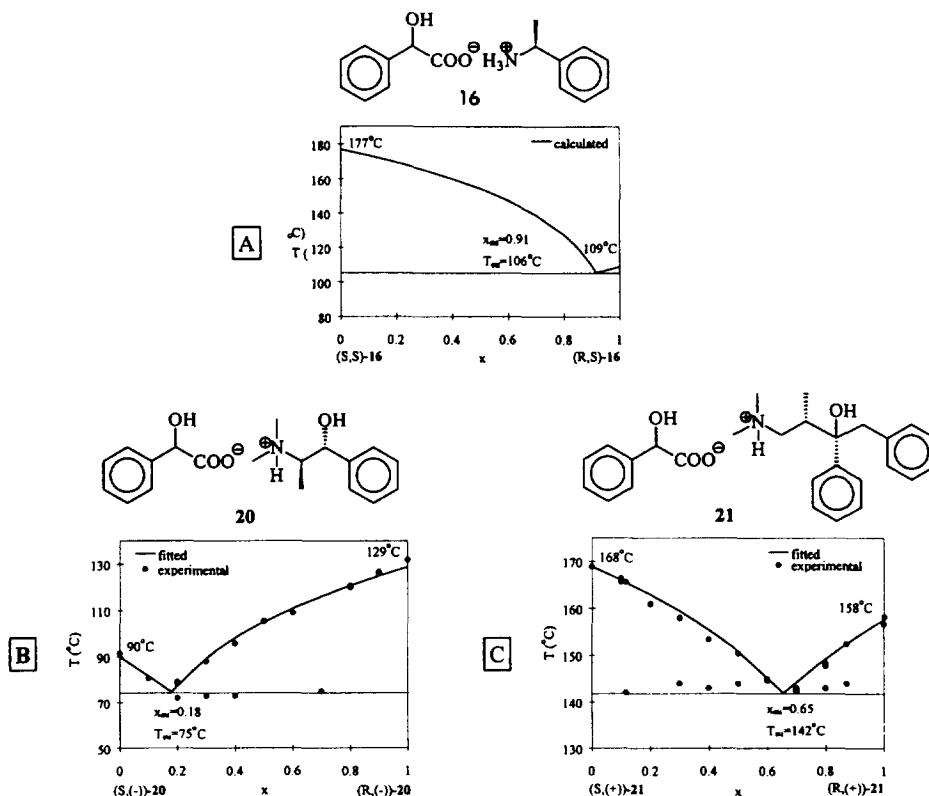 OH
COO⊖ H₃N⊕
16
180
160
140
120
100
80
177°C
calculated
109°C
x_eu=0.91
T_eu=106°C
A
°C)
T (
0 0.2 0.4 0.6 0.8 1
(S,S)-16 x (R,S)-16
OH
COO⊖ ⊕N H OH
20
fitted
experimental
129°C
130
110
90
70
50
90°C
B
T (°C)
x_eu=0.18
T_eu=75°C
0 0.2 0.4 0.6 0.8 1
(S,(-))-20 x (R,(-))-20
OH
COO⊖ ⊕N H OH
21
fitted
experimental
168°C
158°C
170
160
150
140
130
C
T (°C)
x_eu=0.65
T_eu=142°C
0 0.2 0.4 0.6 0.8 1
(S,(+))-21 x (R,(+))-21